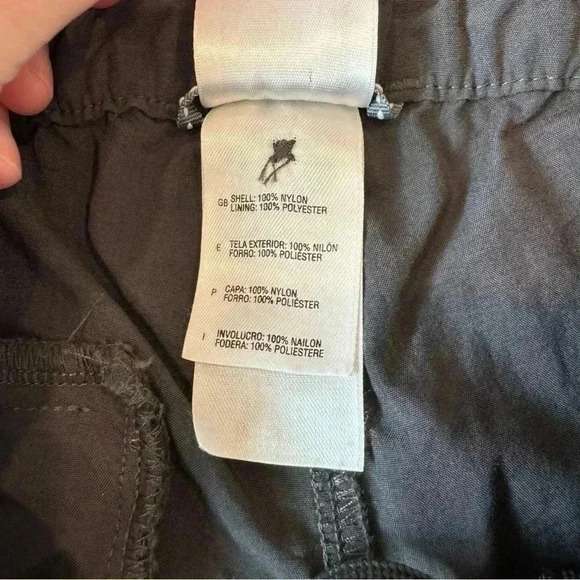 GB SHELL: 100% NYLON
LINING: 100% POLYESTER
E TELA EXTERIOR: 100% NILÓN
FORRO: 100% POLIÉSTER
P CAPA: 100% NYLON
FORRO: 100% POLIÉSTER
I INVOLUCRO: 100% NAILON
FODERA: 100% POLIESTERE